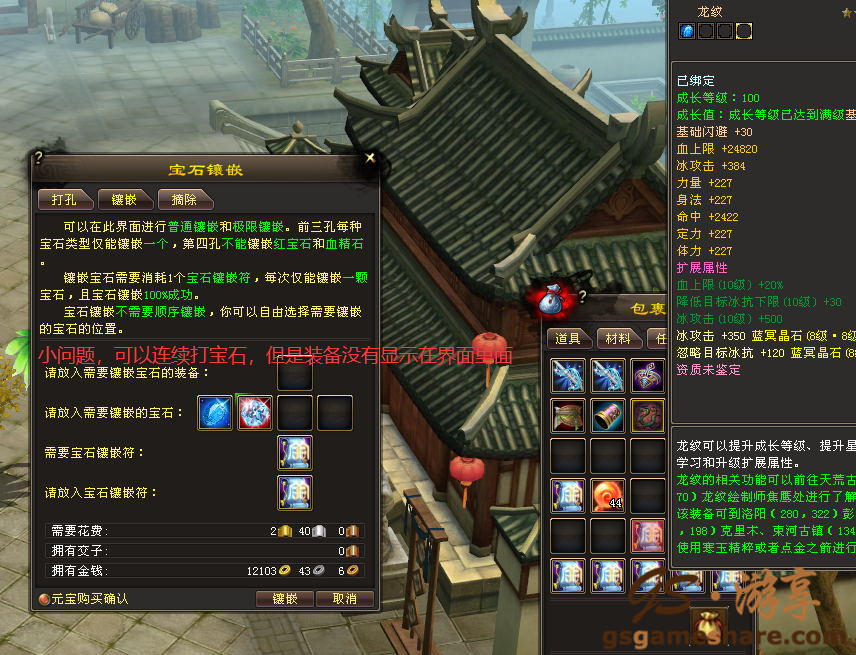 龙纹
已绑定
成长等级：100
成长值：成长等级已达到满级基
基础闪避 +30
血上限 +24820
冰攻击 +384
力量 +227
身法 +227
命中 +2422
定力 +227
体力 +227
扩展属性
血上限(10级) +20%
降低目标冰抗下限(10级) +30
冰攻击(10级) +500
冰攻击 +350 蓝冥晶石(8级·8级
忽略目标冰抗 +120 蓝冥晶石(8
资质未鉴定
龙纹可以提升成长等级、提升星
学习和升级扩展属性。
龙纹的相关功能可以前往天荒古
70）龙纹绘制师焦鹰处进行了解
该装备可到洛阳（280，322）彭
，198）克里木、束河古镇（134
使用寒玉精粹或者点金之箭进行
宝石镶嵌
打孔 镶嵌 摘除
可以在此界面进行普通镶嵌和极限镶嵌。前三孔每种
宝石类型仅能镶嵌一个，第四孔不能镶嵌红宝石和血精石
。
镶嵌宝石需要消耗1个宝石镶嵌符，每次仅能镶嵌一颗
宝石，且宝石镶嵌100%成功。
宝石镶嵌不需要顺序镶嵌，你可以自由选择需要镶嵌
的宝石的位置。
小问题，可以连续打宝石，但是装备没有显示在界面里面
请放入需要镶嵌宝石的装备：
请放入需要镶嵌的宝石：
需要宝石镶嵌符：
请放入宝石镶嵌符：
需要花费： 2 40 0
拥有交子： 0
拥有金钱： 12103 43 6
元宝购买确认 镶嵌 取消
包裹
道具 材料 任
44
GS游享
gsgameshare.com